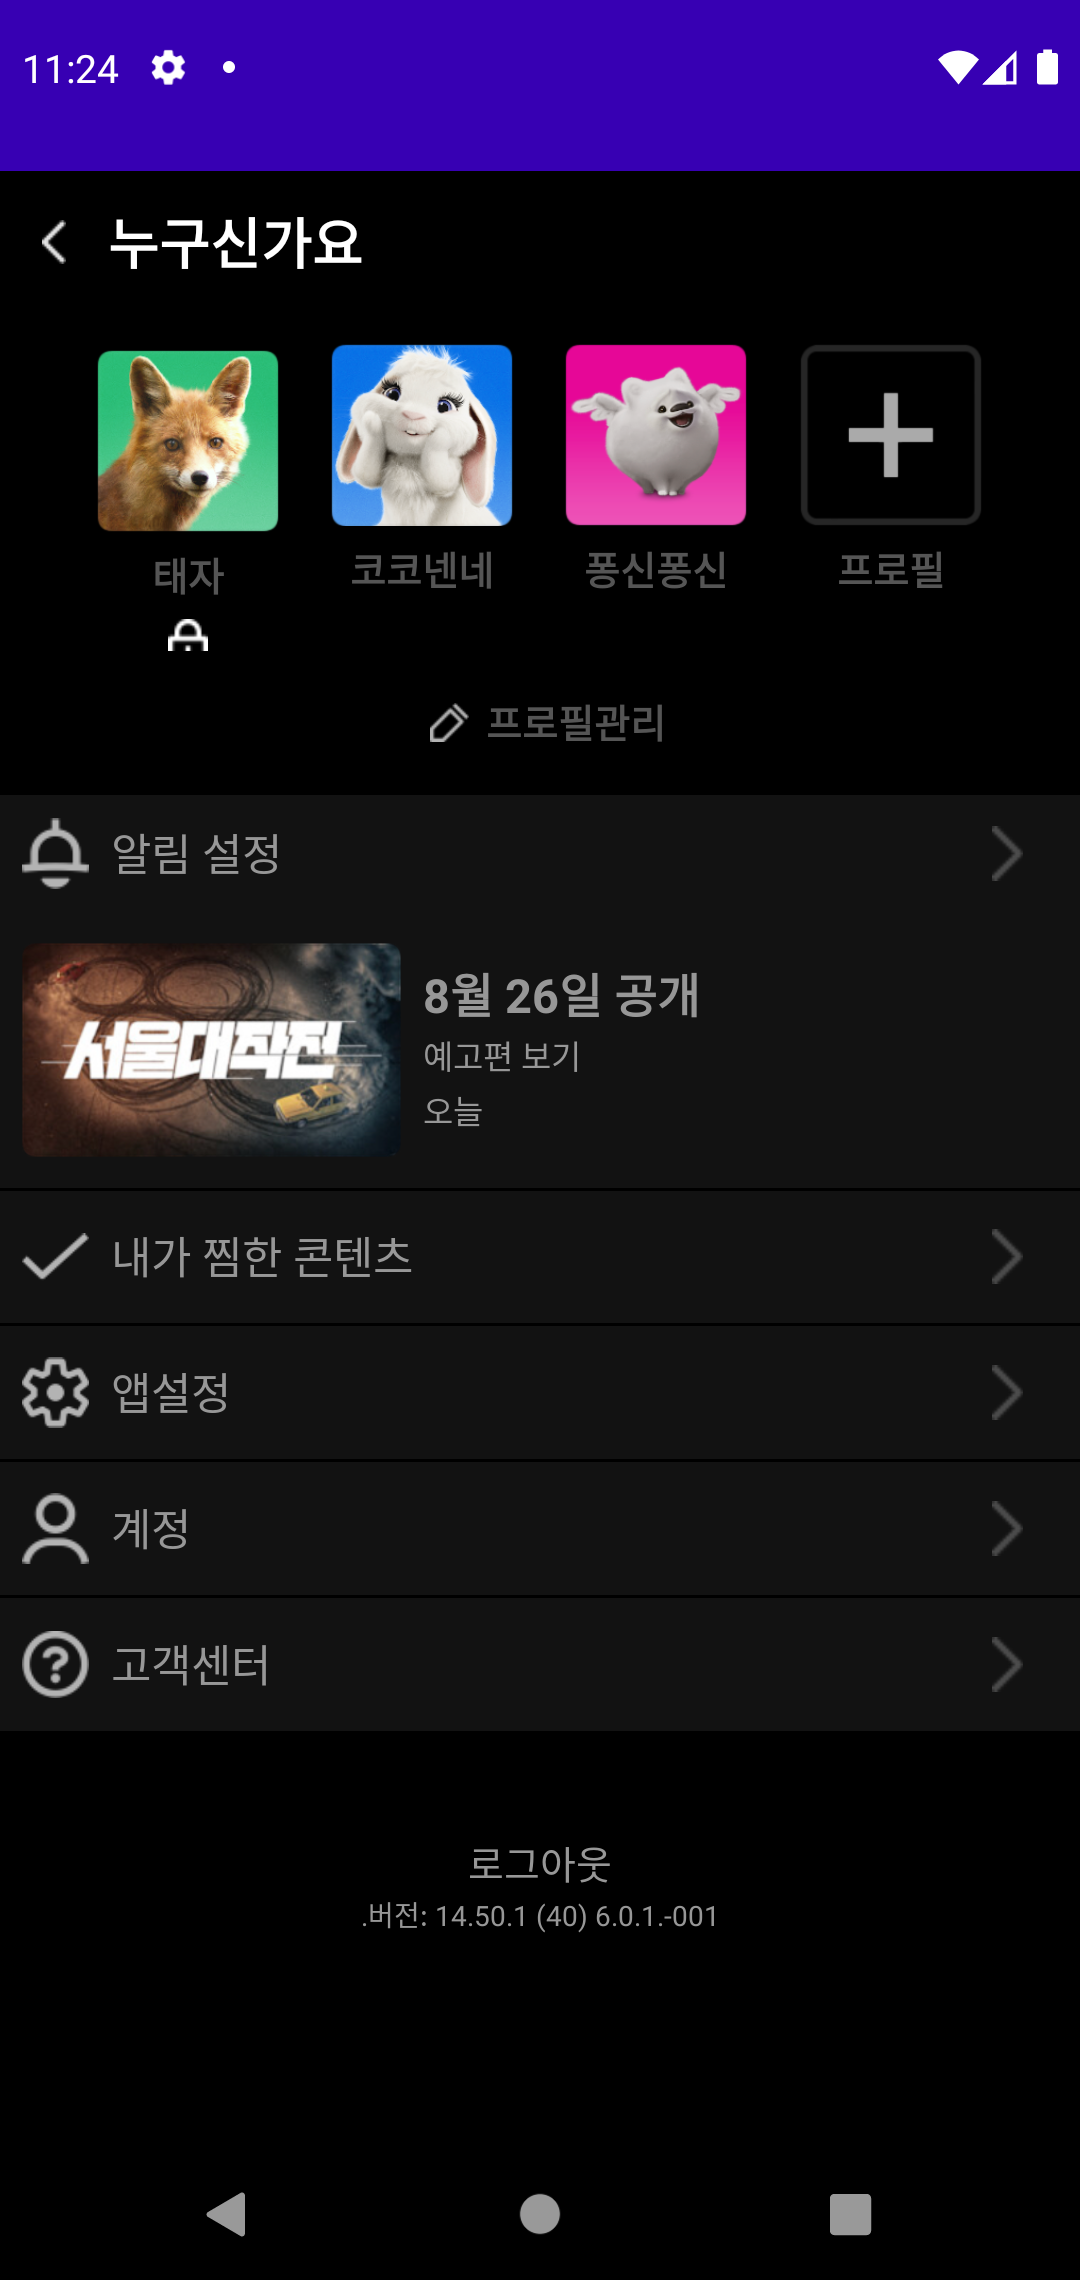 11:24
누구신가요
태자
코코넨네
퐁신퐁신
프로필
프로필관리
알림 설정
서울대작전
8월 26일 공개
예고편 보기
오늘
내가 찜한 콘텐츠
앱설정
계정
고객센터
로그아웃
.버전: 14.50.1 (40) 6.0.1.-001